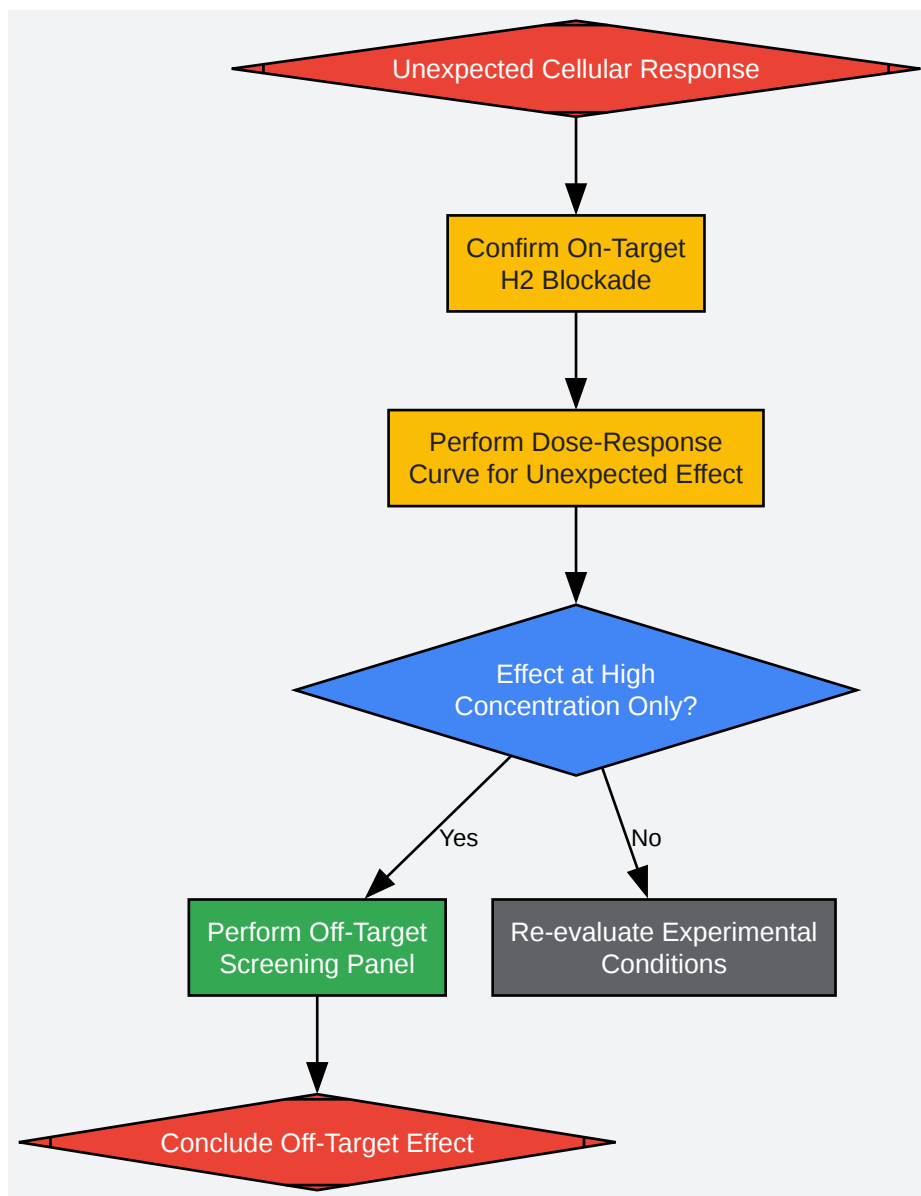 Unexpected Cellular Response
Confirm On-Target
H2 Blockade
Perform Dose-Response
Curve for Unexpected Effect
Effect at High
Concentration Only?
Yes
No
Perform Off-Target
Screening Panel
Re-evaluate Experimental
Conditions
Conclude Off-Target Effect